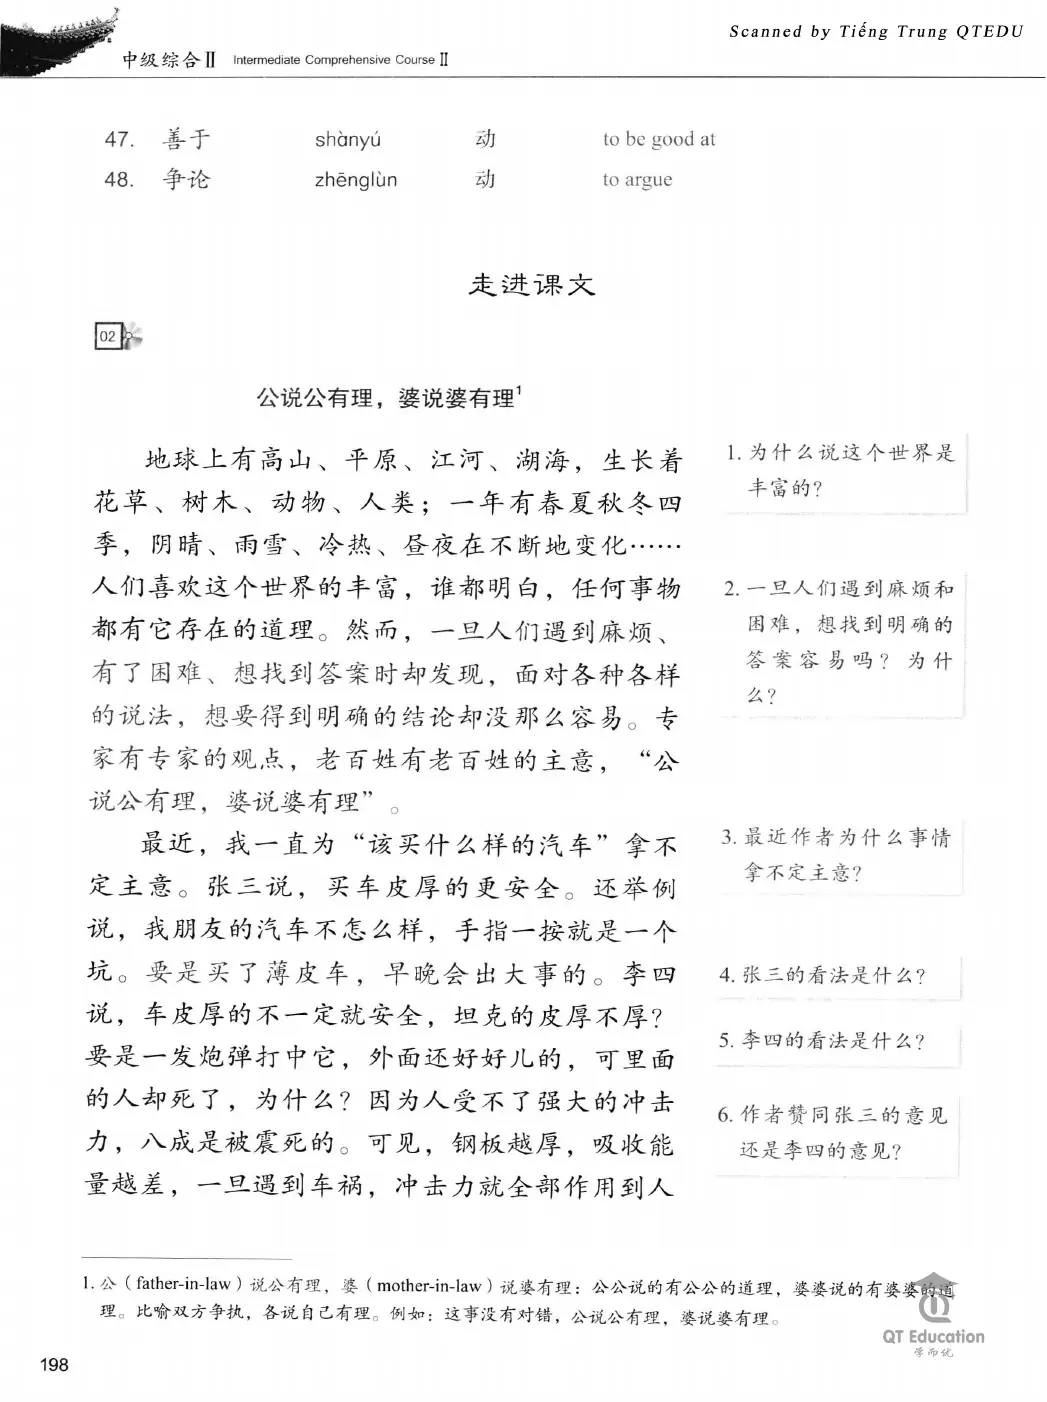 Scanned by Tiếng Trung QTEDU
中级综合Ⅱ Intermediate Comprehensive Course Ⅱ
47. 善于 shànyú 动 to be good at
48. 争论 zhēnglùn 动 to argue
走进课文
02
公说公有理，婆说婆有理¹
地球上有高山、平原、江河、湖海，生长着
花草、树木、动物、人类；一年有春夏秋冬四
季，阴晴、雨雪、冷热、昼夜在不断地变化……
人们喜欢这个世界的丰富，谁都明白，任何事物
都有它存在的道理。然而，一旦人们遇到麻烦、
有了困难、想找到答案时却发现，面对各种各样
的说法，想要得到明确的结论却没那么容易。专
家有专家的观点，老百姓有老百姓的主意，“公
说公有理，婆说婆有理”。
最近，我一直为“该买什么样的汽车”拿不
定主意。张三说，买车皮厚的更安全。还举例
说，我朋友的汽车不怎么样，手指一按就是一个
坑。要是买了薄皮车，早晚会出大事的。李四
说，车皮厚的不一定就安全，坦克的皮厚不厚？
要是一发炮弹打中它，外面还好好儿的，可里面
的人却死了，为什么？因为人受不了强大的冲击
力，八成是被震死的。可见，钢板越厚，吸收能
量越差，一旦遇到车祸，冲击力就全部作用到人
1. 为什么说这个世界是
丰富的？
2. 一旦人们遇到麻烦和
困难，想找到明确的
答案容易吗？为什
么？
3. 最近作者为什么事情
拿不定主意？
4. 张三的看法是什么？
5. 李四的看法是什么？
6. 作者赞同张三的意见
还是李四的意见？
1. 公（father-in-law）说公有理，婆（mother-in-law）说婆有理：公公说的有公公的道理，婆婆说的有婆婆的道
理。比喻双方争执，各说自己有理。例如：这事没有对错，公说公有理，婆说婆有理。
QT Education
学而优
198